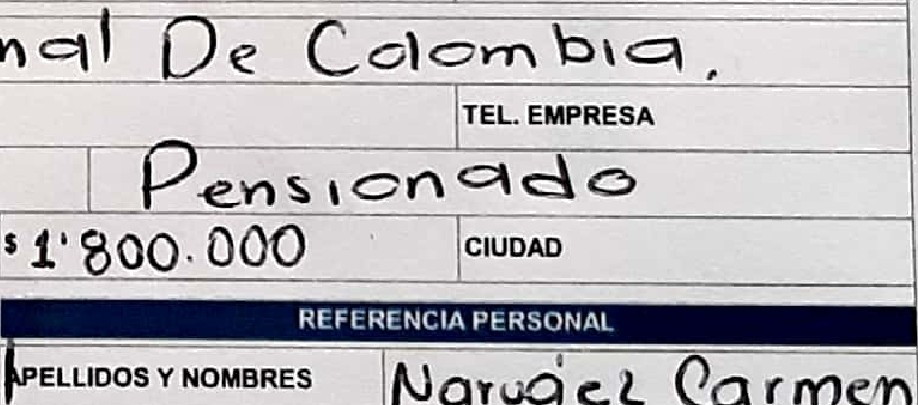 nal De Colombia.
TEL. EMPRESA
Pensionado
$ 1'800.000 CIUDAD
REFERENCIA PERSONAL
APELLIDOS Y NOMBRES Carmen